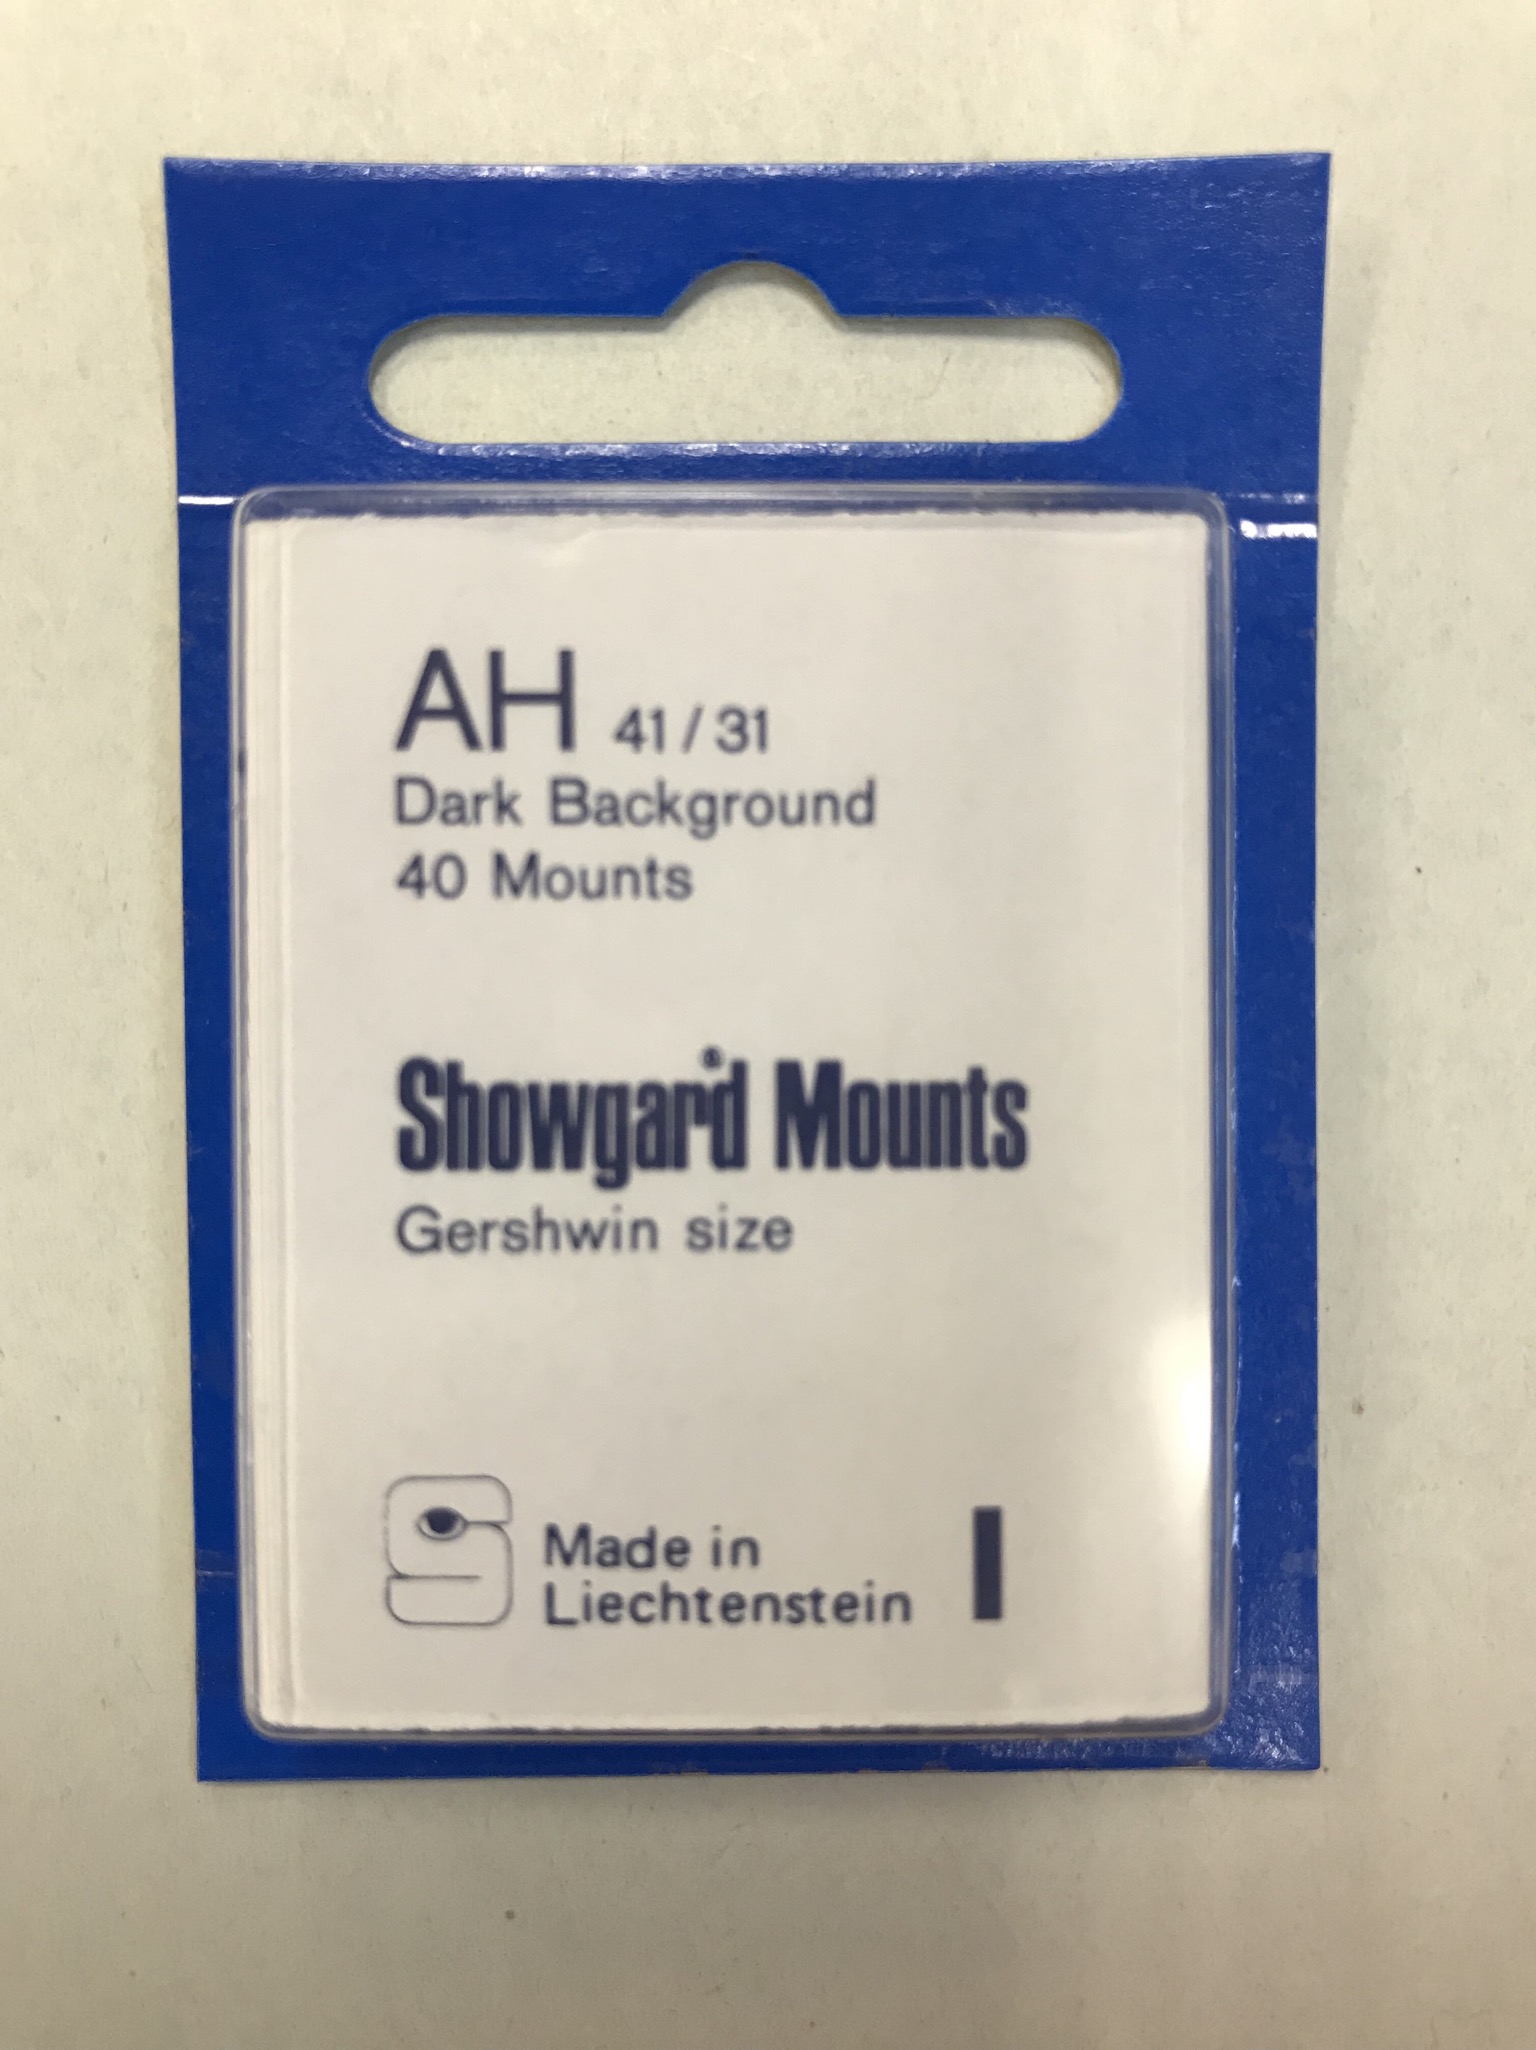 AH 41/31
Dark Background
40 Mounts
Showgard® Mounts
Gershwin size
Made in
Liechtenstein